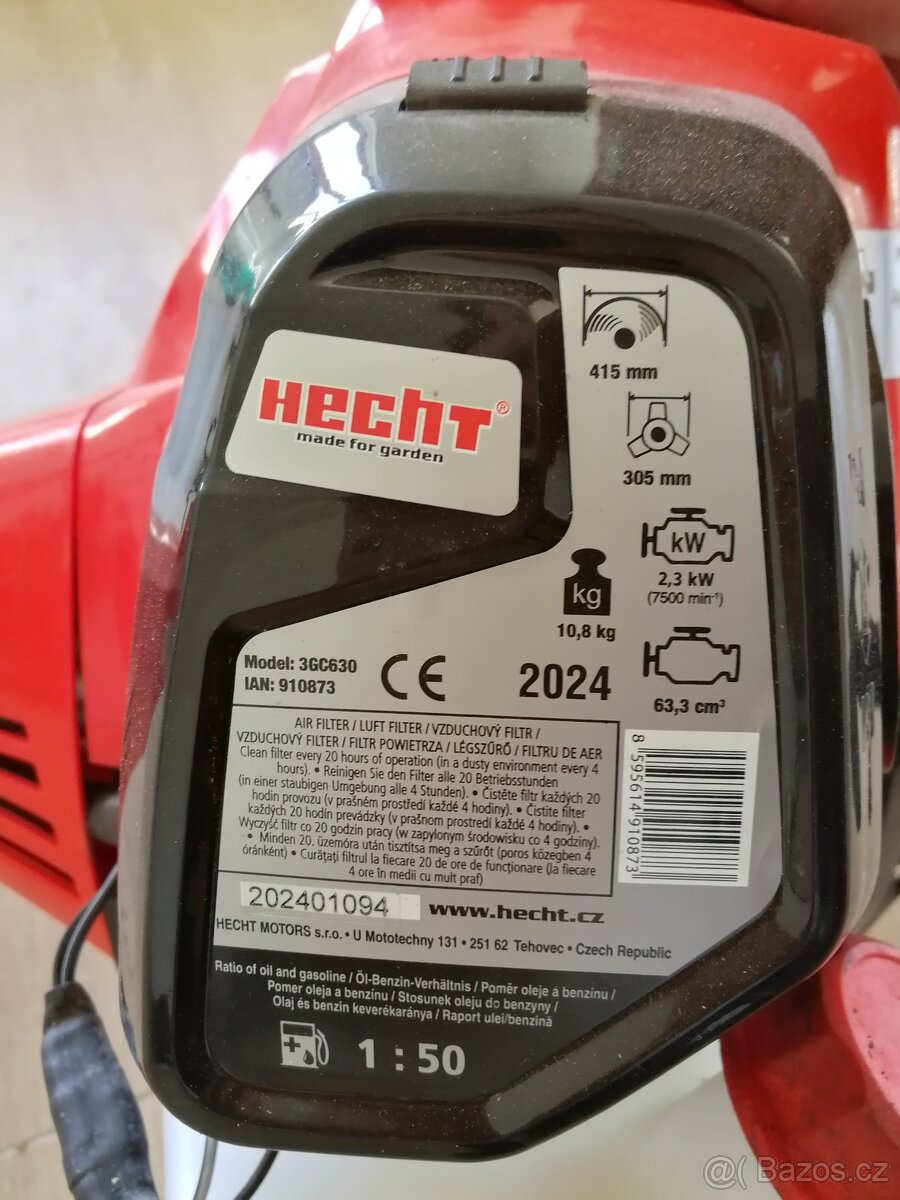 HECHT®
made for garden
415 mm
305 mm
kW
2,3 kW
(7500 min⁻¹)
kg
10,8 kg
63,3 cm³
Model: 3GC630
IAN: 910873
CE
2024
AIR FILTER / LUFT FILTER / VZDUCHOVÝ FILTR /
VZDUCHOVÝ FILTER / FILTR POWIETRZA / LÉGSZŰRŐ / FILTRU DE AER
Clean filter every 20 hours of operation (in a dusty environment every 4
hours). • Reinigen Sie den Filter alle 20 Betriebsstunden
(in einer staubigen Umgebung alle 4 Stunden). • Čistěte filtr každých 20
hodin provozu (v prašném prostředí každé 4 hodiny). • Čistite filter
každých 20 hodín prevádzky (v prašnom prostredí každé 4 hodiny). •
Wyczyść filtr co 20 godzin pracy (w zapylonym środowisku co 4 godziny).
• Minden 20. üzemóra után tisztítsa meg a szűrőt (poros közegben 4
óránként) • Curățați filtrul la fiecare 20 de ore de funcționare (la fiecare
4 ore în medii cu mult praf)
8 595614 910873
202401094
www.hecht.cz
HECHT MOTORS s.r.o. • U Mototechny 131 • 251 62 Tehovec • Czech Republic
Ratio of oil and gasoline / Öl-Benzin-Verhältnis / Poměr oleje a benzínu /
Pomer oleja a benzínu / Stosunek oleju do benzyny /
Olaj és benzin keverékaránya / Raport ulei/benzină
1 : 50
@( Bazos.cz